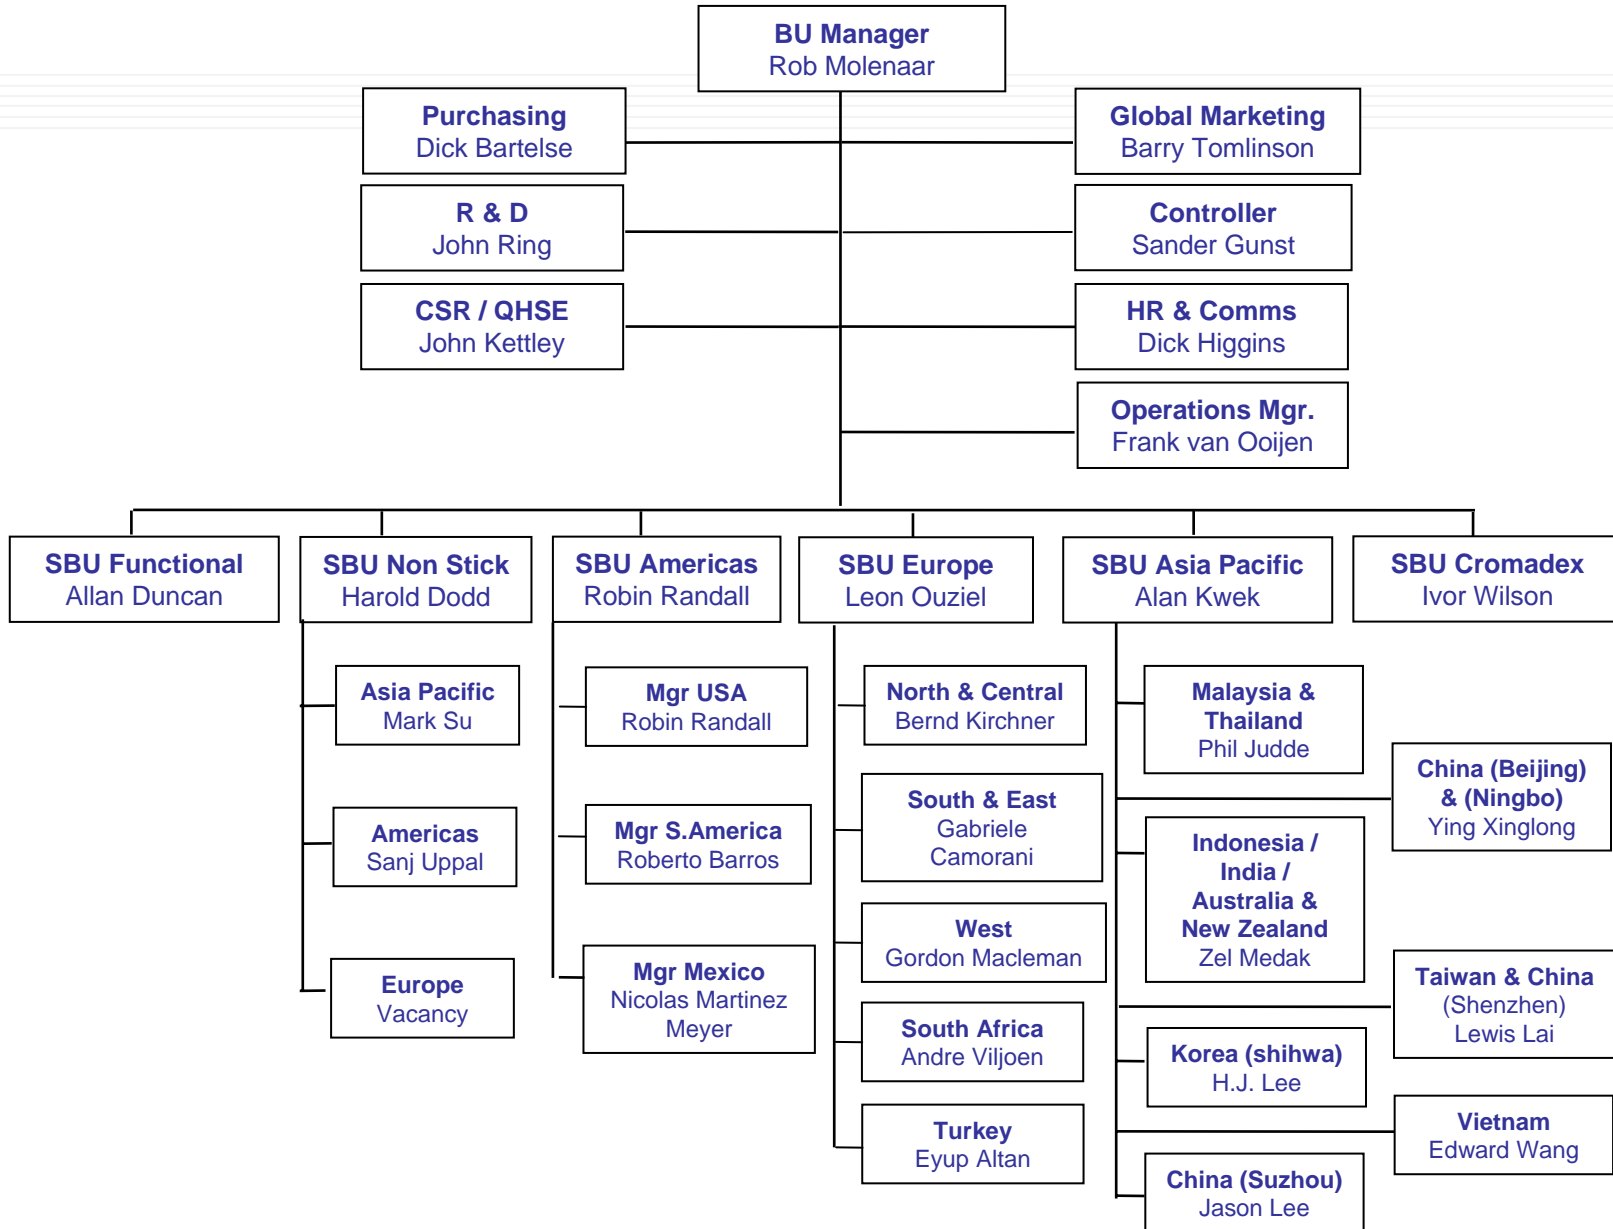 BU Manager
Rob Molenaar
Purchasing
Dick Bartelse
Global Marketing
Barry Tomlinson
R & D
John Ring
Controller
Sander Gunst
CSR / QHSE
John Kettley
HR & Comms
Dick Higgins
Operations Mgr.
Frank van Ooijen
SBU Functional
Allan Duncan
SBU Non Stick
Harold Dodd
SBU Americas
Robin Randall
SBU Europe
Leon Ouziel
SBU Asia Pacific
Alan Kwek
SBU Cromadex
Ivor Wilson
Asia Pacific
Mark Su
Americas
Sanj Uppal
Europe
Vacancy
Mgr USA
Robin Randall
Mgr S.America
Roberto Barros
Mgr Mexico
Nicolas Martinez
Meyer
North & Central
Bernd Kirchner
South & East
Gabriele
Camorani
West
Gordon Macleman
South Africa
Andre Viljoen
Turkey
Eyup Altan
Malaysia &
Thailand
Phil Judde
China (Beijing)
& (Ningbo)
Ying Xinglong
Indonesia /
India /
Australia &
New Zealand
Zel Medak
Taiwan & China
(Shenzhen)
Lewis Lai
Korea (shihwa)
H.J. Lee
Vietnam
Edward Wang
China (Suzhou)
Jason Lee